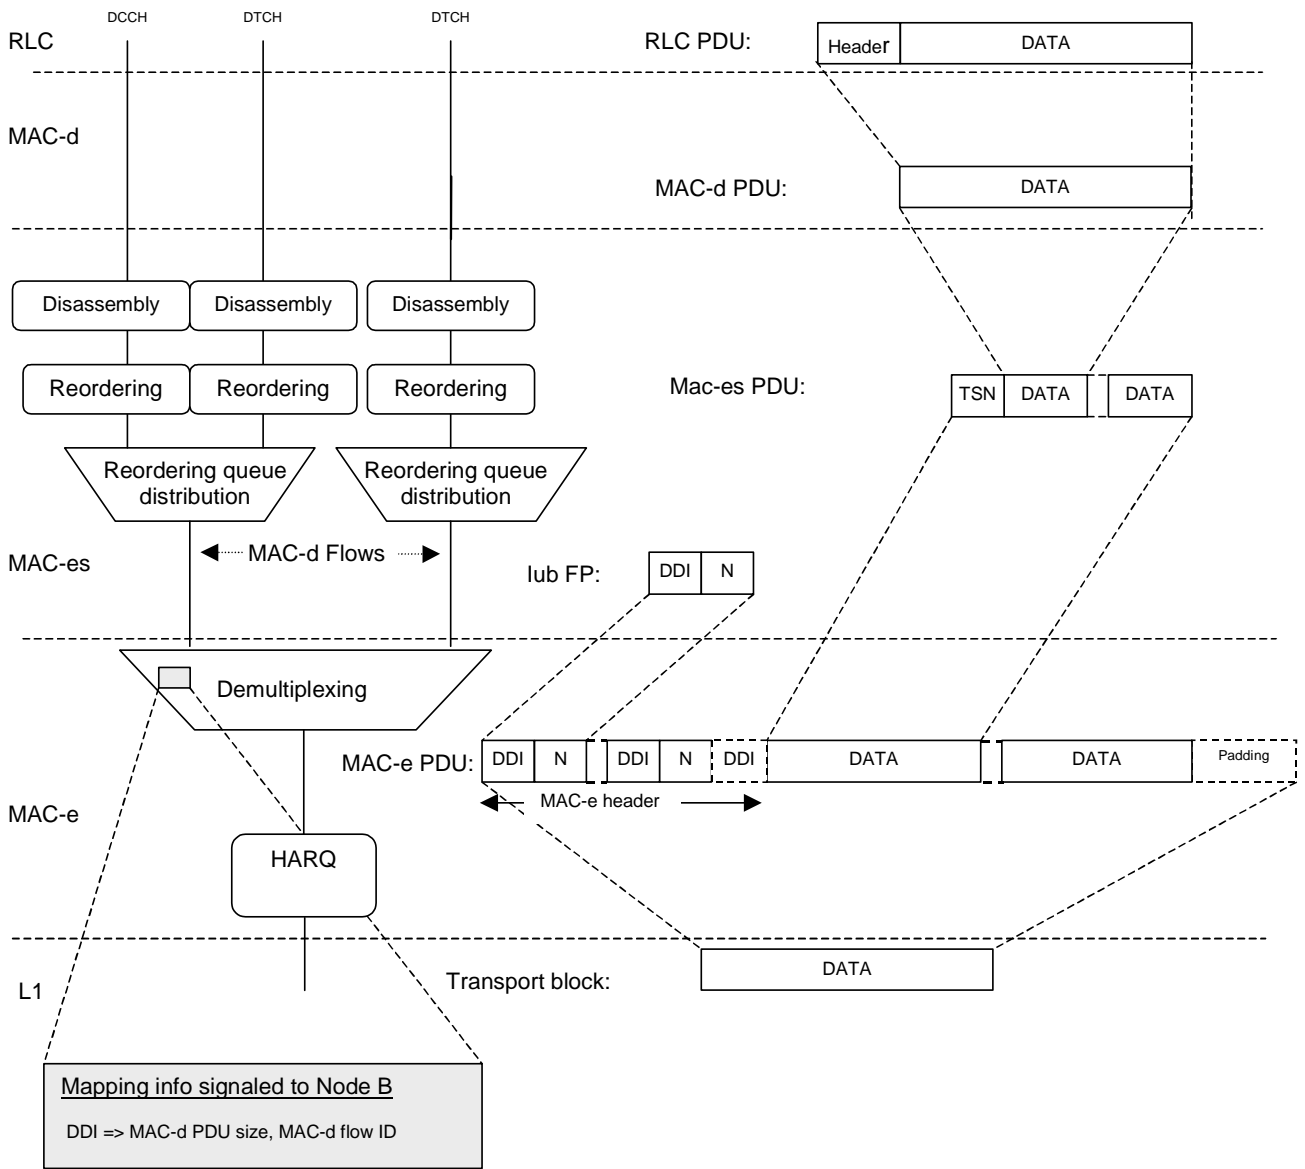 DCCH DTCH DTCH
RLC RLC PDU: Header DATA
MAC-d
MAC-d PDU: DATA
Disassembly Disassembly Disassembly
Reordering Reordering Reordering Mac-es PDU: TSN DATA DATA
Reordering queue Reordering queue
distribution distribution
MAC-d Flows
MAC-es Iub FP: DDI N
Demultiplexing
MAC-e PDU: DDI N DDI N DDI DATA DATA Padding
MAC-e header
MAC-e
HARQ
L1 Transport block: DATA
Mapping info signaled to Node B
DDI => MAC-d PDU size, MAC-d flow ID